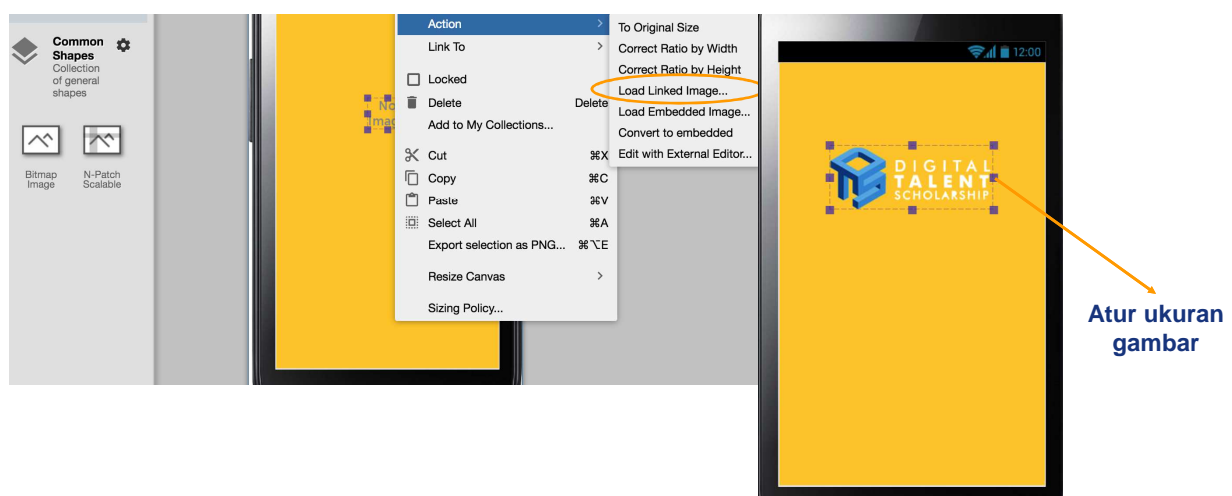 Common
Shapes
Collection
of general
shapes
Bitmap
Image
N-Patch
Scalable
No
Action
Link To
Locked
Delete Delete
Add to My Collections...
Cut ⌘X
Copy ⌘C
Paste ⌘V
Select All ⌘A
Export selection as PNG... ⌘⌥E
Resize Canvas
Sizing Policy...
To Original Size
Correct Ratio by Width
Correct Ratio by Height
Load Linked Image...
Load Embedded Image...
Convert to embedded
Edit with External Editor...
12:00
DIGITAL
TALENT
SCHOLARSHIP
Atur ukuran
gambar